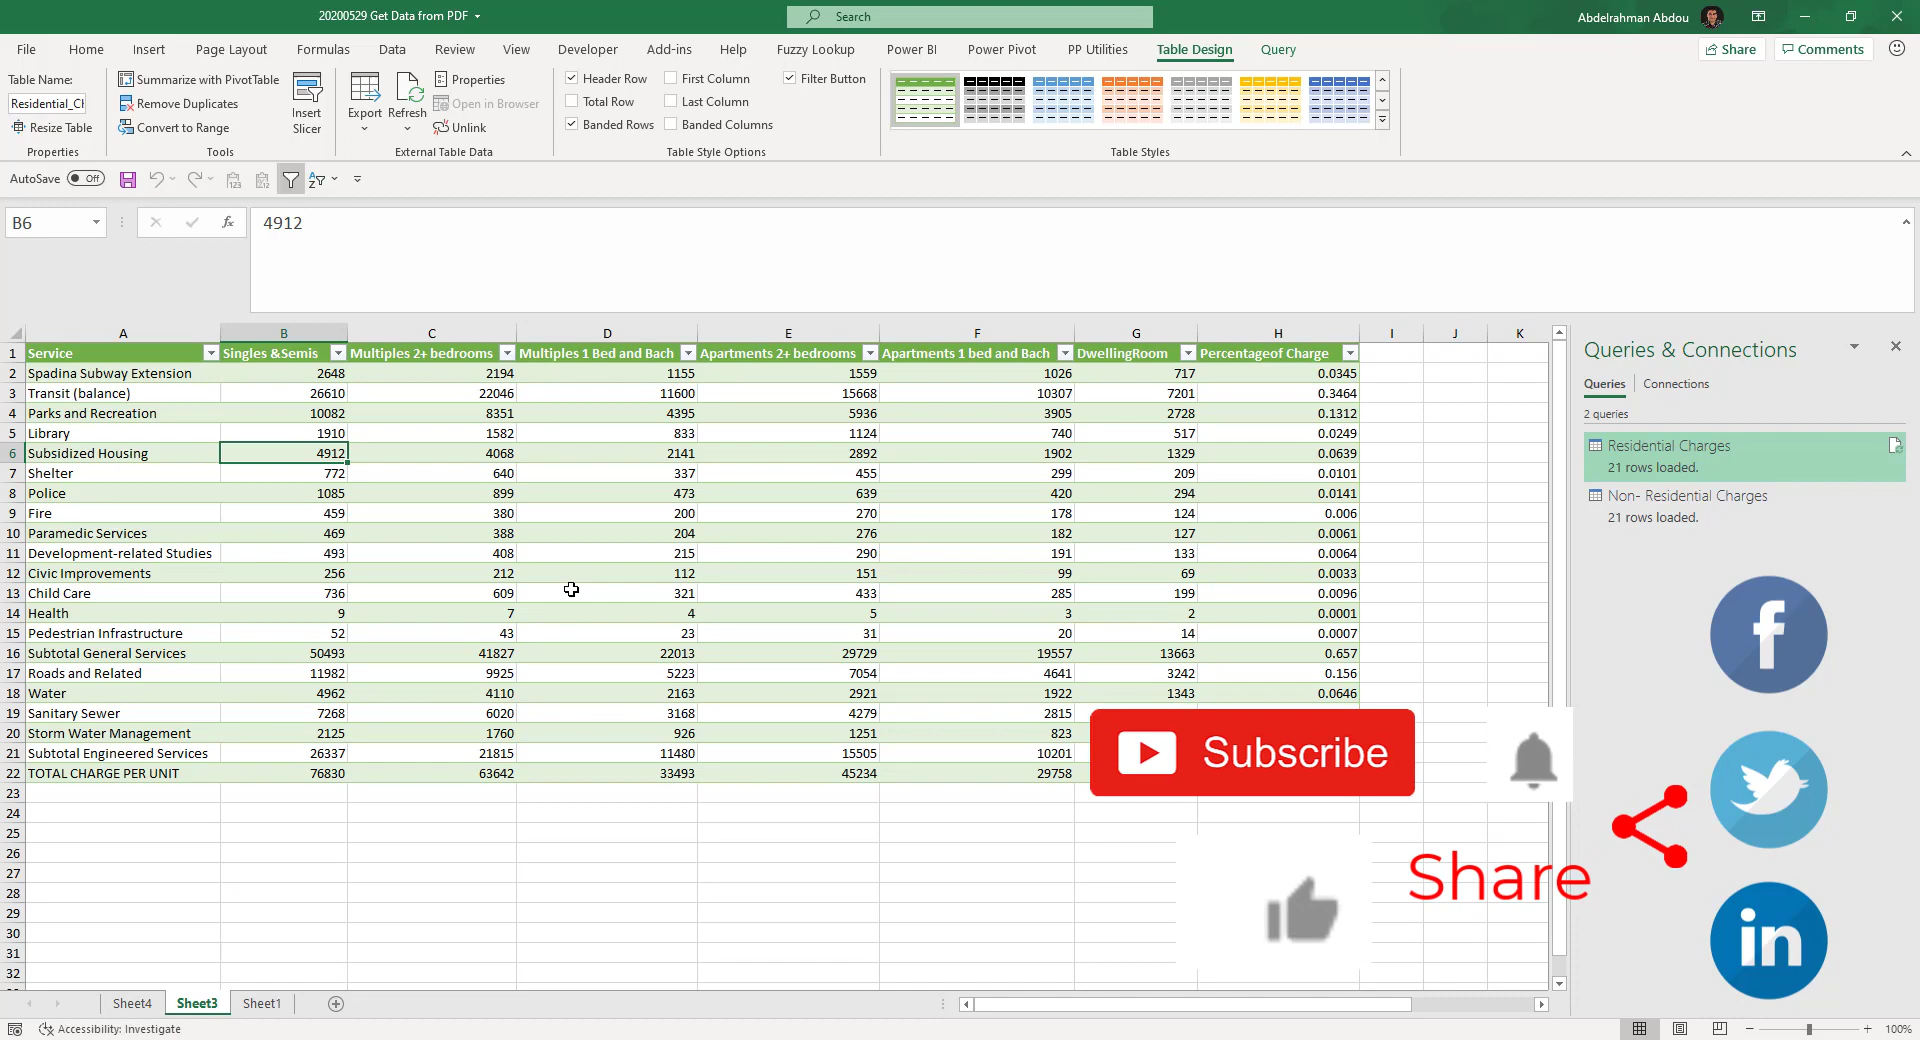 20200529 Get Data from PDF
Search
Abdelrahman Abdou
File Home Insert Page Layout Formulas Data Review View Developer Add-ins Help Fuzzy Lookup Power BI Power Pivot PP Utilities Table Design Query Share Comments
Table Name:
Residential_Cl
Resize Table
Properties
Summarize with PivotTable
Remove Duplicates
Convert to Range
Tools
Insert
Slicer
Export
Refresh
Properties
Open in Browser
Unlink
External Table Data
Header Row First Column Filter Button
Total Row Last Column
Banded Rows Banded Columns
Table Style Options
Table Styles
AutoSave Off
B6 fx 4912
A B C D E F G H I J K
1 Service Singles &Semis Multiples 2+ bedrooms Multiples 1 Bed and Bach Apartments 2+ bedrooms Apartments 1 bed and Bach DwellingRoom Percentageof Charge
2 Spadina Subway Extension 2648 2194 1155 1559 1026 717 0.0345
3 Transit (balance) 26610 22046 11600 15668 10307 7201 0.3464
4 Parks and Recreation 10082 8351 4395 5936 3905 2728 0.1312
5 Library 1910 1582 833 1124 740 517 0.0249
6 Subsidized Housing 4912 4068 2141 2892 1902 1329 0.0639
7 Shelter 772 640 337 455 299 209 0.0101
8 Police 1085 899 473 639 420 294 0.0141
9 Fire 459 380 200 270 178 124 0.006
10 Paramedic Services 469 388 204 276 182 127 0.0061
11 Development-related Studies 493 408 215 290 191 133 0.0064
12 Civic Improvements 256 212 112 151 99 69 0.0033
13 Child Care 736 609 321 433 285 199 0.0096
14 Health 9 7 4 5 3 2 0.0001
15 Pedestrian Infrastructure 52 43 23 31 20 14 0.0007
16 Subtotal General Services 50493 41827 22013 29729 19557 13663 0.657
17 Roads and Related 11982 9925 5223 7054 4641 3242 0.156
18 Water 4962 4110 2163 2921 1922 1343 0.0646
19 Sanitary Sewer 7268 6020 3168 4279 2815
20 Storm Water Management 2125 1760 926 1251 823
21 Subtotal Engineered Services 26337 21815 11480 15505 10201
22 TOTAL CHARGE PER UNIT 76830 63642 33493 45234 29758
23
24
25
26
27
28
29
30
31
32
Queries & Connections
Queries Connections
2 queries
Residential Charges
21 rows loaded.
Non- Residential Charges
21 rows loaded.
f
Subscribe
Share
in
Sheet4 Sheet3 Sheet1
Accessibility: Investigate
100%